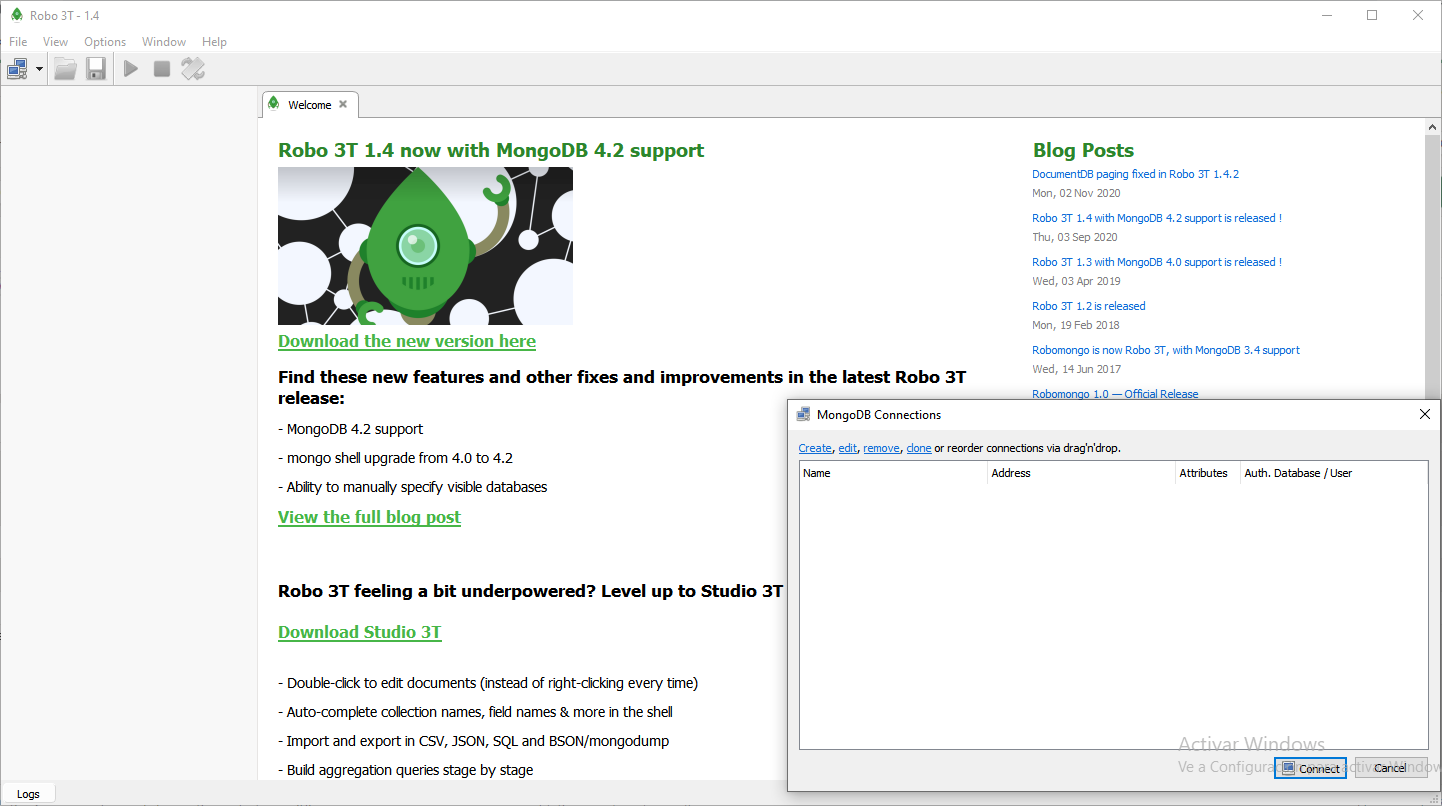 Robo 3T - 1.4
File View Options Window Help
Welcome
Robo 3T 1.4 now with MongoDB 4.2 support
Download the new version here
Find these new features and other fixes and improvements in the latest Robo 3T
release:
- MongoDB 4.2 support
- mongo shell upgrade from 4.0 to 4.2
- Ability to manually specify visible databases
View the full blog post
Robo 3T feeling a bit underpowered? Level up to Studio 3T
Download Studio 3T
- Double-click to edit documents (instead of right-clicking every time)
- Auto-complete collection names, field names & more in the shell
- Import and export in CSV, JSON, SQL and BSON/mongodump
- Build aggregation queries stage by stage
Blog Posts
DocumentDB paging fixed in Robo 3T 1.4.2
Mon, 02 Nov 2020
Robo 3T 1.4 with MongoDB 4.2 support is released !
Thu, 03 Sep 2020
Robo 3T 1.3 with MongoDB 4.0 support is released !
Wed, 03 Apr 2019
Robo 3T 1.2 is released
Mon, 19 Feb 2018
Robomongo is now Robo 3T, with MongoDB 3.4 support
Wed, 14 Jun 2017
Robomongo 1.0 — Official Release
MongoDB Connections
Create, edit, remove, clone or reorder connections via drag'n'drop.
Name Address Attributes Auth. Database / User
Activar Windows
Ve a
Connect Cancel
Logs